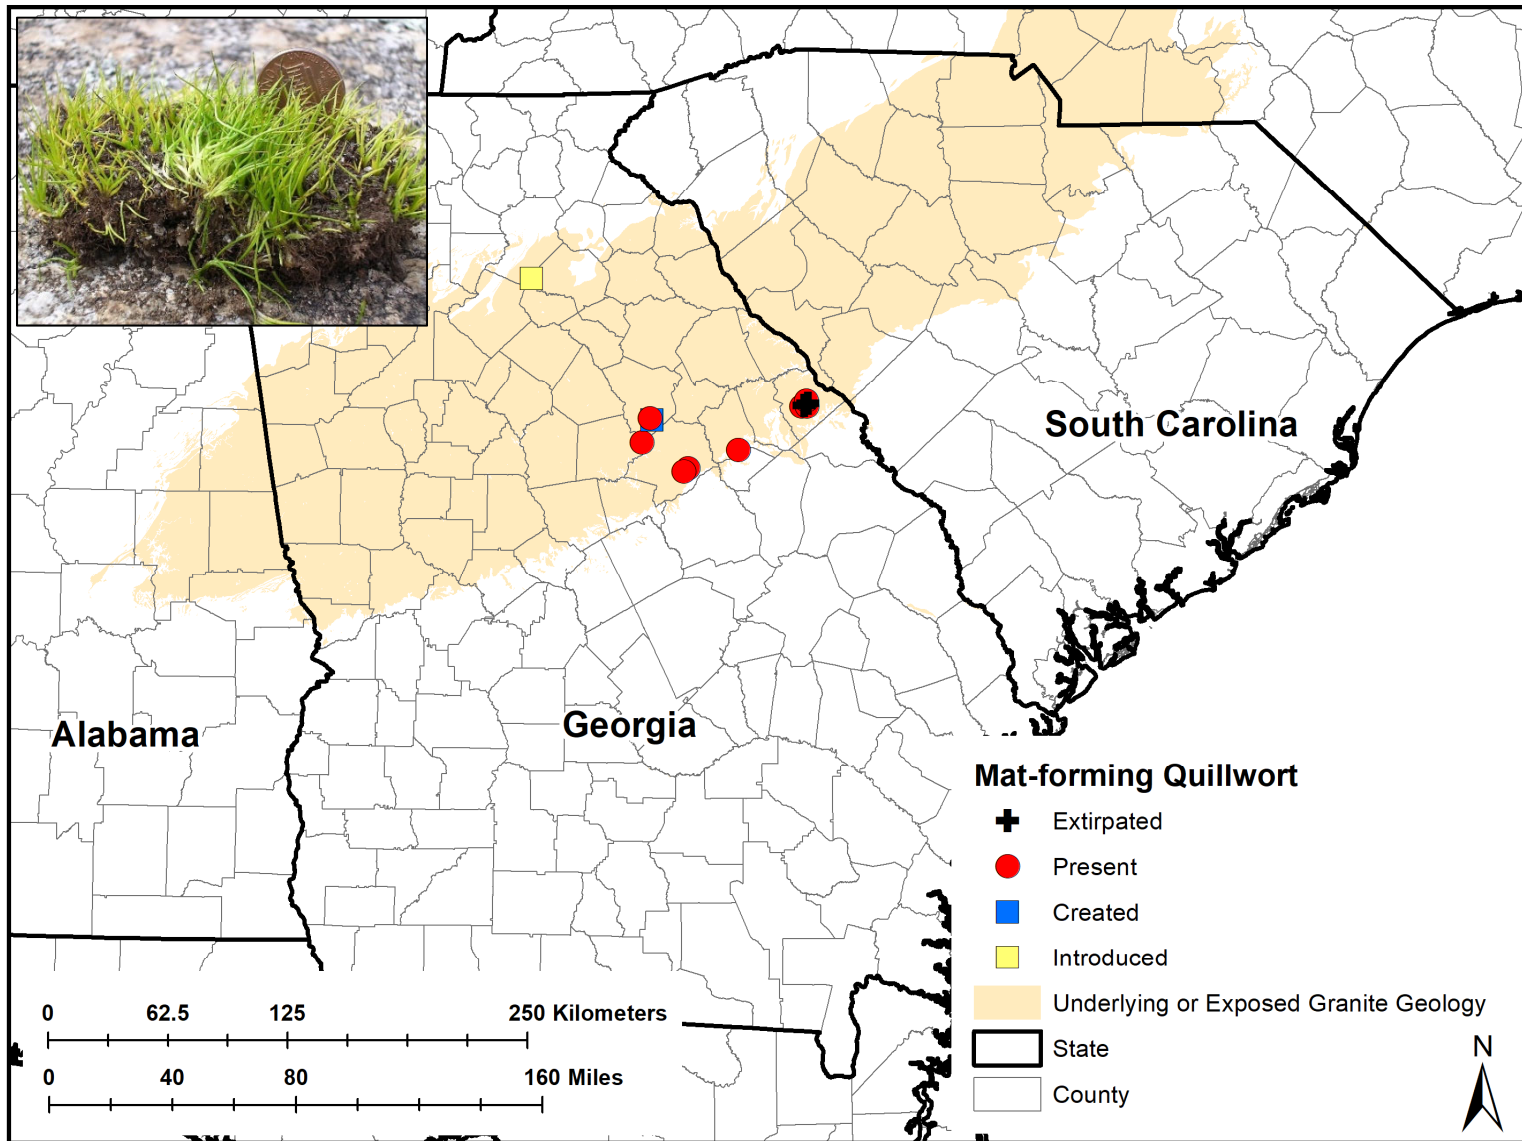 South Carolina
Alabama
Georgia
Mat-forming Quillwort
Extirpated
Present
Created
Introduced
Underlying or Exposed Granite Geology
State
County
0 62.5 125 250 Kilometers
0 40 80 160 Miles
N